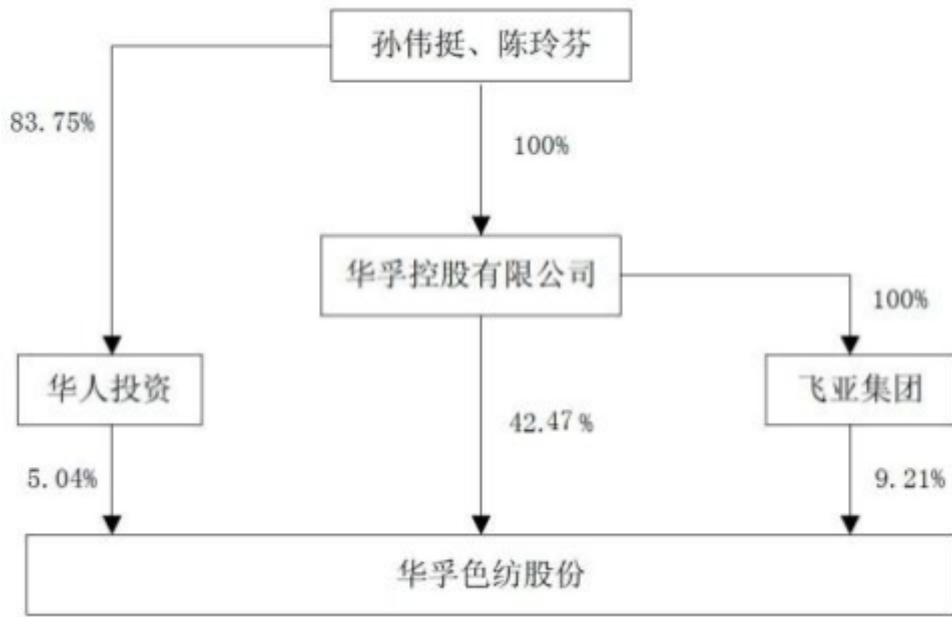 孙伟挺、陈玲芬
83.75%
100%
华孚控股有限公司
100%
华人投资
飞亚集团
42.47%
5.04%
9.21%
华孚色纺股份